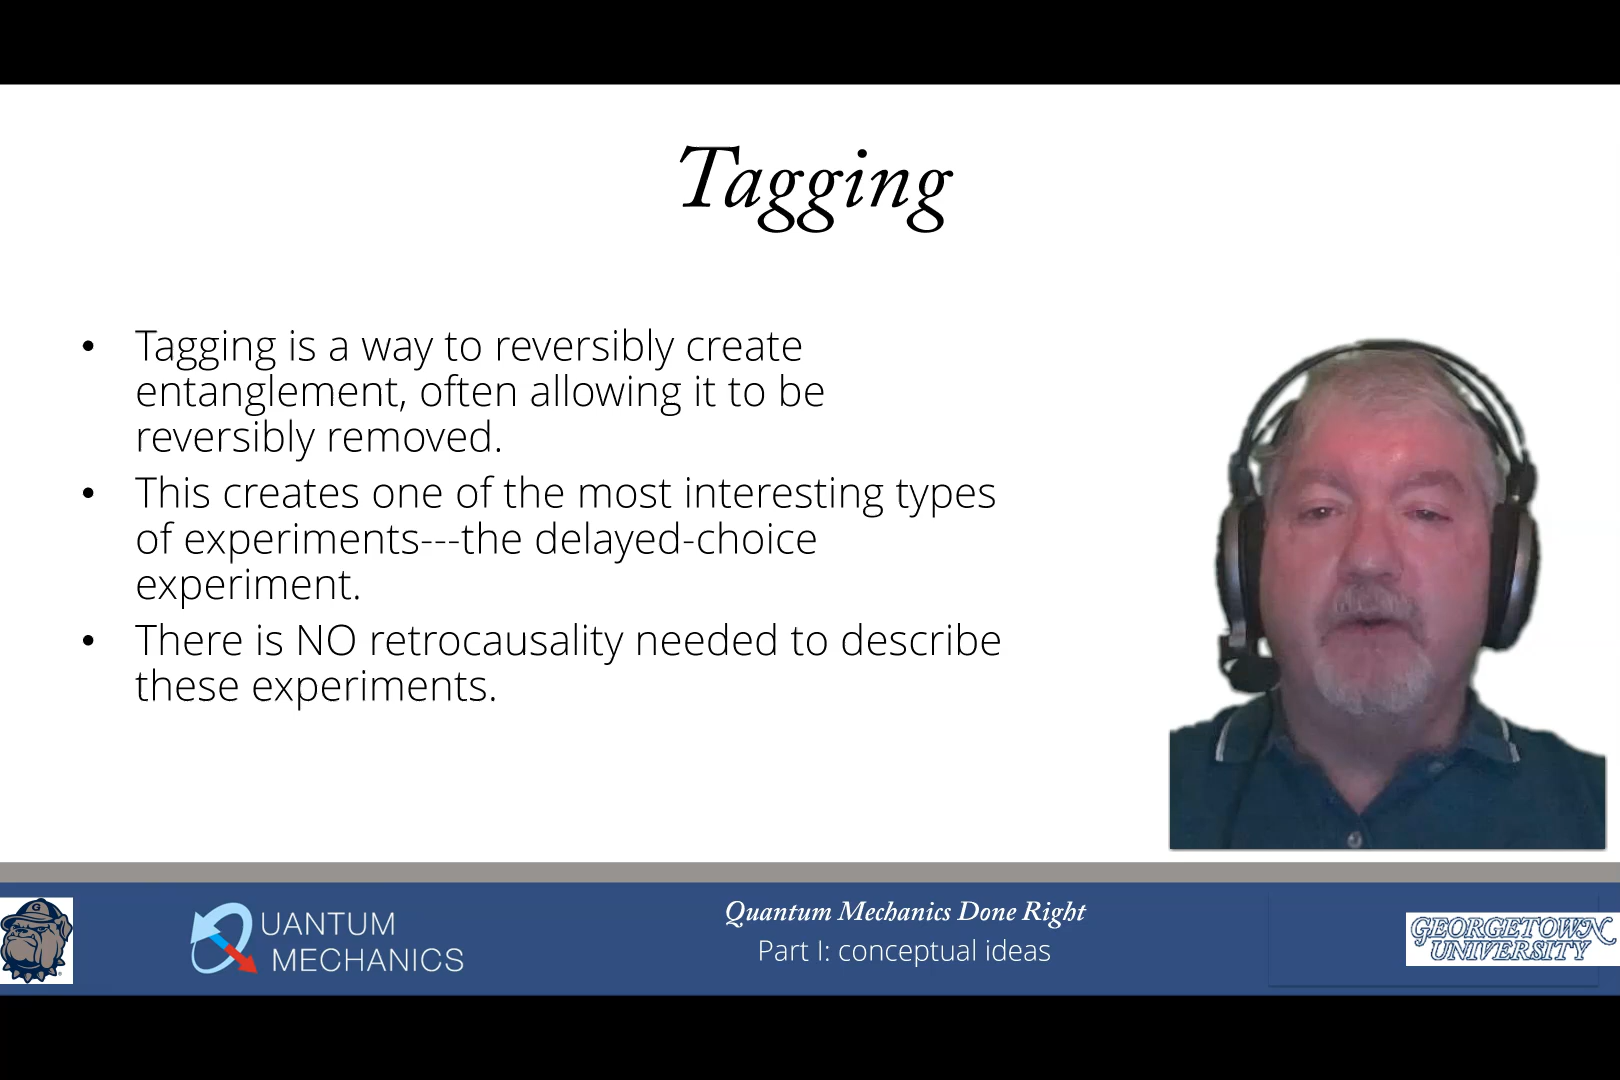 Tagging
• Tagging is a way to reversibly create
entanglement, often allowing it to be
reversibly removed.
• This creates one of the most interesting types
of experiments---the delayed-choice
experiment.
• There is NO retrocausality needed to describe
these experiments.
G
QUANTUM
MECHANICS
Quantum Mechanics Done Right
Part I: conceptual ideas
GEORGETOWN
UNIVERSITY